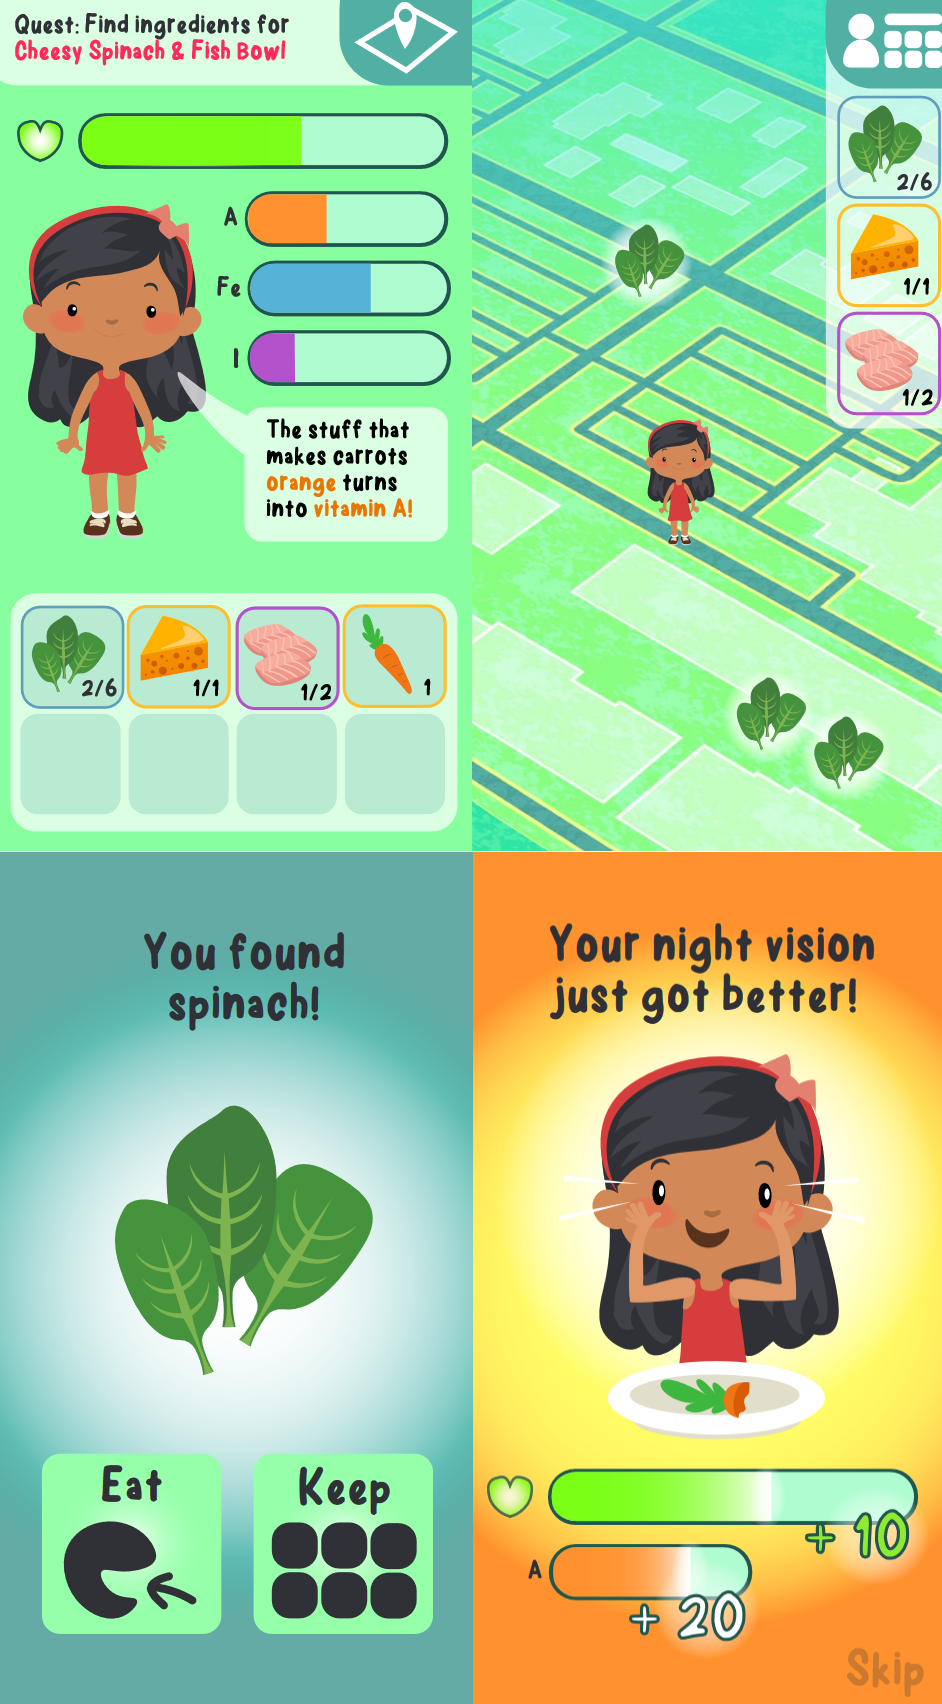 Quest: Find ingredients for
Cheesy Spinach & Fish Bowl
A
Fe
I
The stuff that
makes carrots
orange turns
into vitamin A!
2/6
1/1
1/2
1
2/6
1/1
1/2
You found
spinach!
Eat
Keep
Your night vision
just got better!
+ 10
A
+ 20
Skip